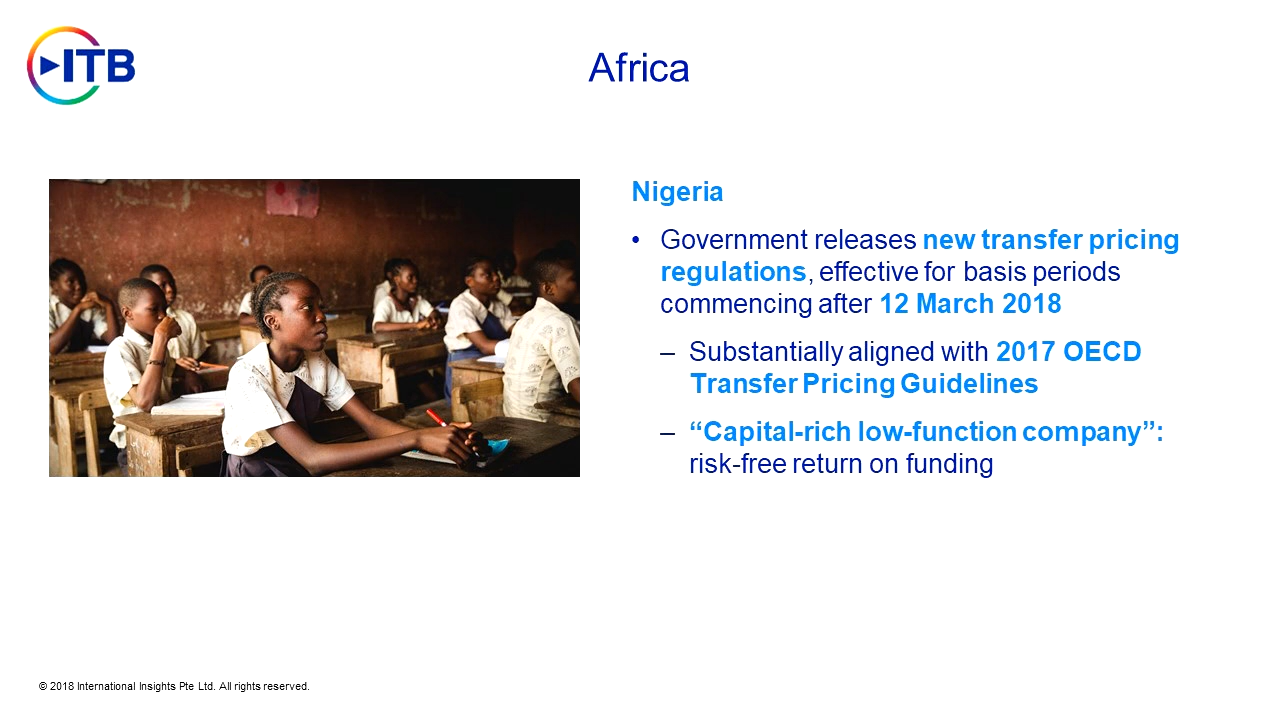 ITB
Africa
Nigeria
• Government releases new transfer pricing
regulations, effective for basis periods
commencing after 12 March 2018
– Substantially aligned with 2017 OECD
Transfer Pricing Guidelines
– “Capital-rich low-function company”:
risk-free return on funding
© 2018 International Insights Pte Ltd. All rights reserved.